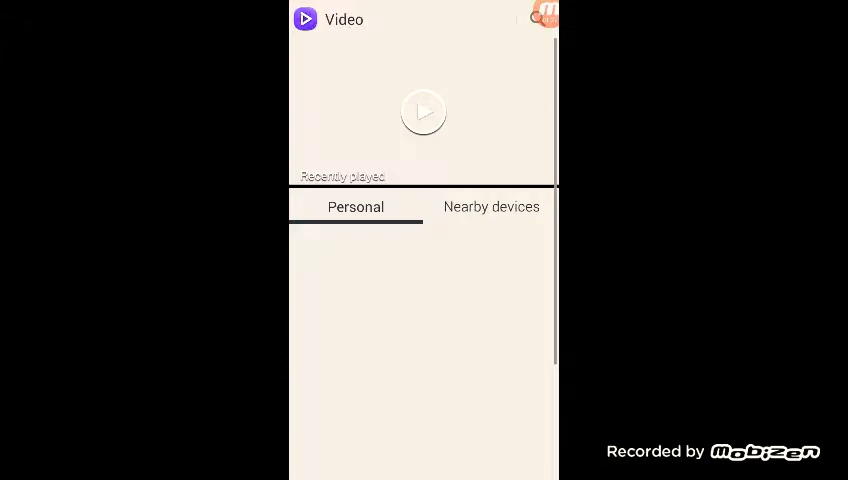 Video
Recently played
Personal
Nearby devices
Recorded by mobizen